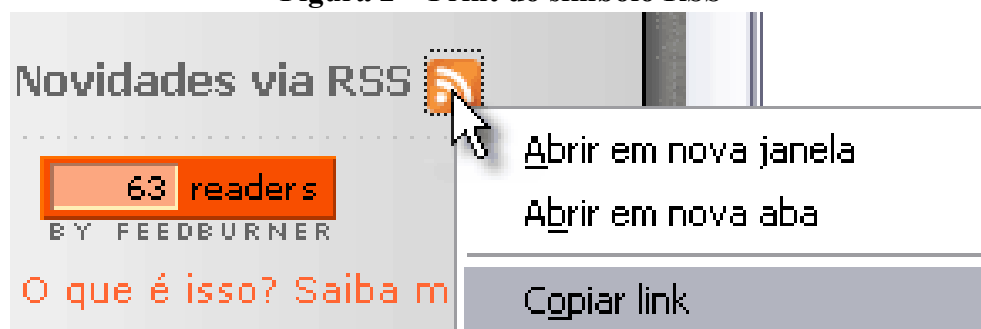 Novidades via RSS
63 readers
BY FEEDBURNER
O que é isso? Saiba m
Abrir em nova janela
Abrir em nova aba
Copiar link